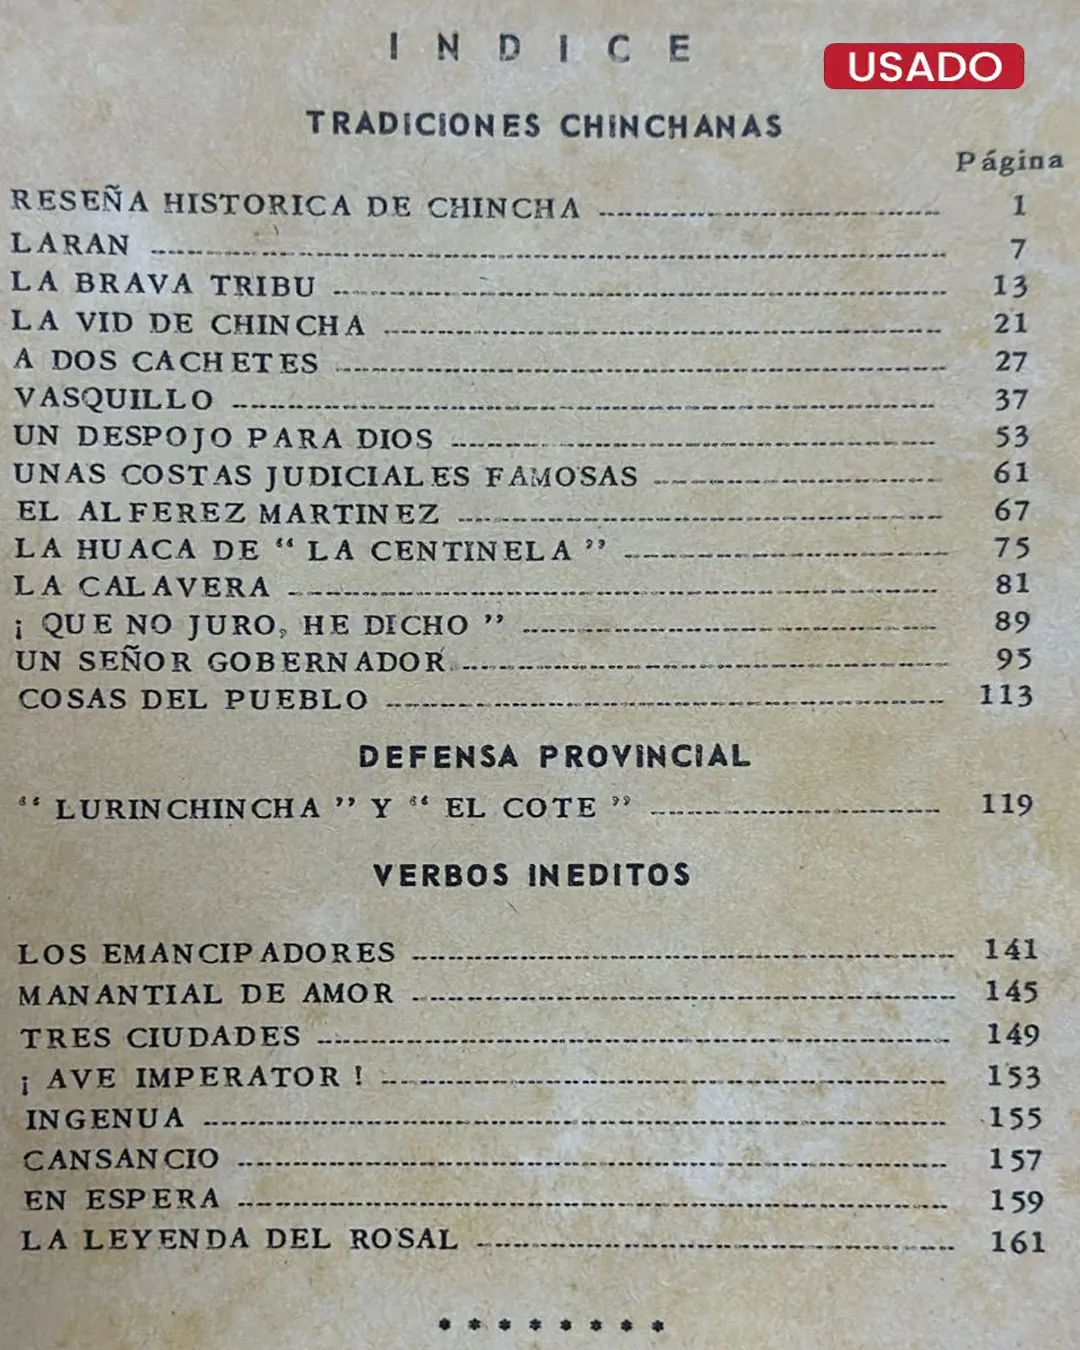 INDICE
USADO
TRADICIONES CHINCHANAS
Página
RESEÑA HISTORICA DE CHINCHA 1
LARAN 7
LA BRAVA TRIBU 13
LA VID DE CHINCHA 21
A DOS CACHETES 27
VASQUILLO 37
UN DESPOJO PARA DIOS 53
UNAS COSTAS JUDICIALES FAMOSAS 61
EL ALFEREZ MARTINEZ 67
LA HUACA DE “ LA CENTINELA ” 75
LA CALAVERA 81
¡ QUE NO JURO, HE DICHO ” 89
UN SEÑOR GOBERNADOR 95
COSAS DEL PUEBLO 113
DEFENSA PROVINCIAL
“ LURINCHINCHA ” Y “ EL COTE ” 119
VERBOS INEDITOS
LOS EMANCIPADORES 141
MANANTIAL DE AMOR 145
TRES CIUDADES 149
¡ AVE IMPERATOR ! 153
INGENUA 155
CANSANCIO 157
EN ESPERA 159
LA LEYENDA DEL ROSAL 161